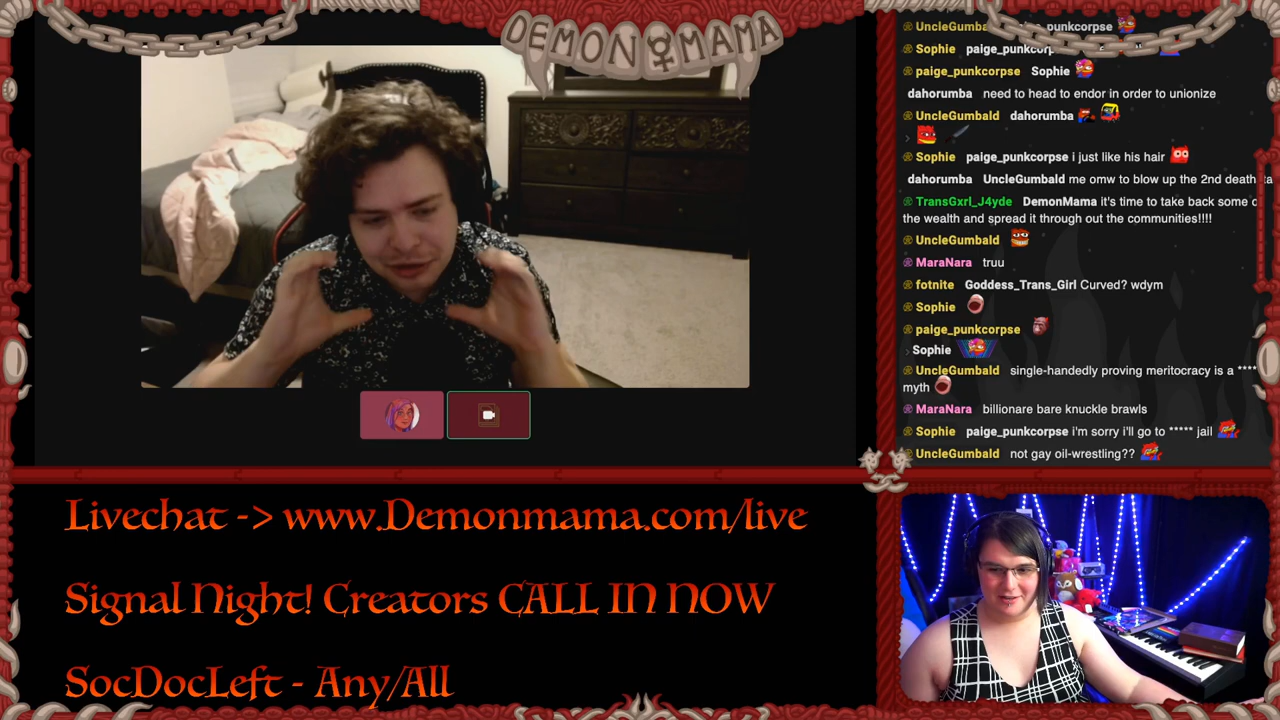 DEMON MAMA
UncleGumba punkcorpse
Sophie paige_punkcorp
paige_punkcorpse Sophie
dahorumba need to head to endor in order to unionize
UncleGumbald dahorumba
Sophie paige_punkcorpse i just like his hair
dahorumba UncleGumbald me omw to blow up the 2nd death
TransGxrl_J4yde DemonMama it's time to take back some
the wealth and spread it through out the communities!!!!
UncleGumbald
MaraNara truu
fotnite Goddess_Trans_Girl Curved? wdym
Sophie
paige_punkcorpse
Sophie
UncleGumbald single-handedly proving meritocracy is a ****
myth
MaraNara billionare bare knuckle brawls
Sophie paige_punkcorpse i'm sorry i'll go to ***** jail
UncleGumbald not gay oil-wrestling??
Livechat -> www.Demonmama.com/live
Signal Night! Creators CALL IN NOW
SocDocLeft - Any/All